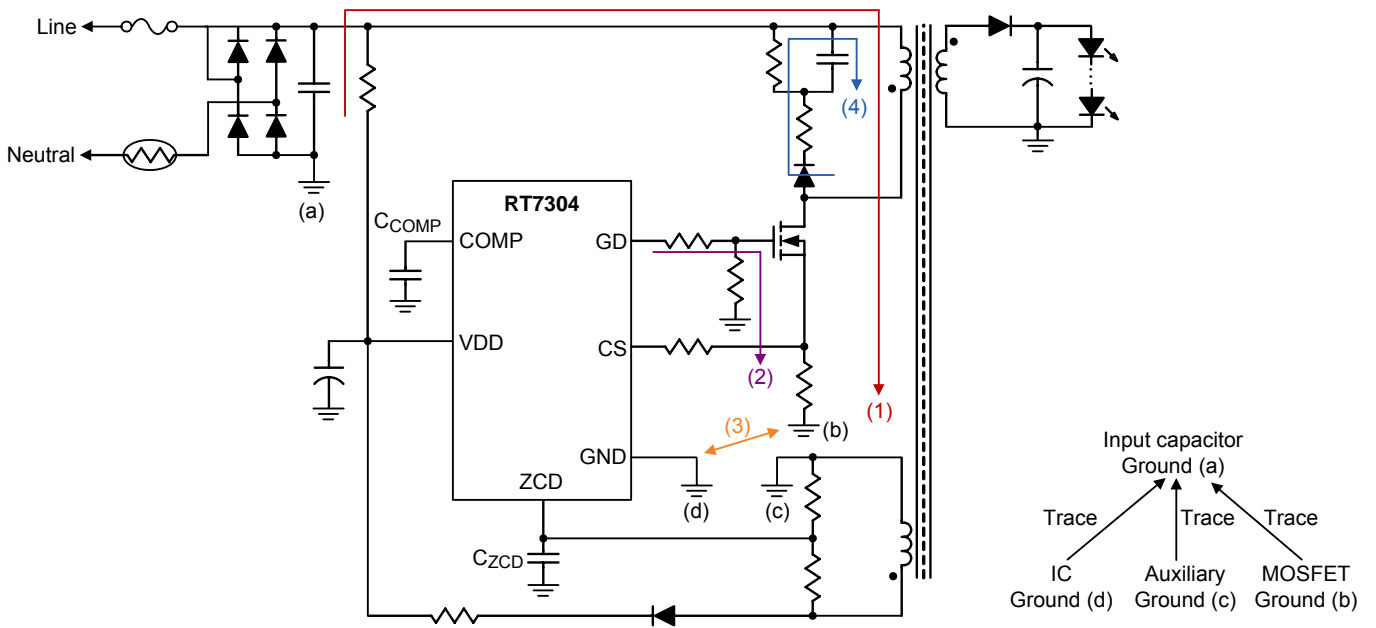 Line
Neutral
(a)
(4)
RT7304
CCOMP
COMP
GD
VDD
CS
(2)
(1)
(3)
(b)
GND
ZCD
(d)
(c)
CZCD
Input capacitor
Ground (a)
Trace
Trace
Trace
IC
Ground (d)
Auxiliary
Ground (c)
MOSFET
Ground (b)